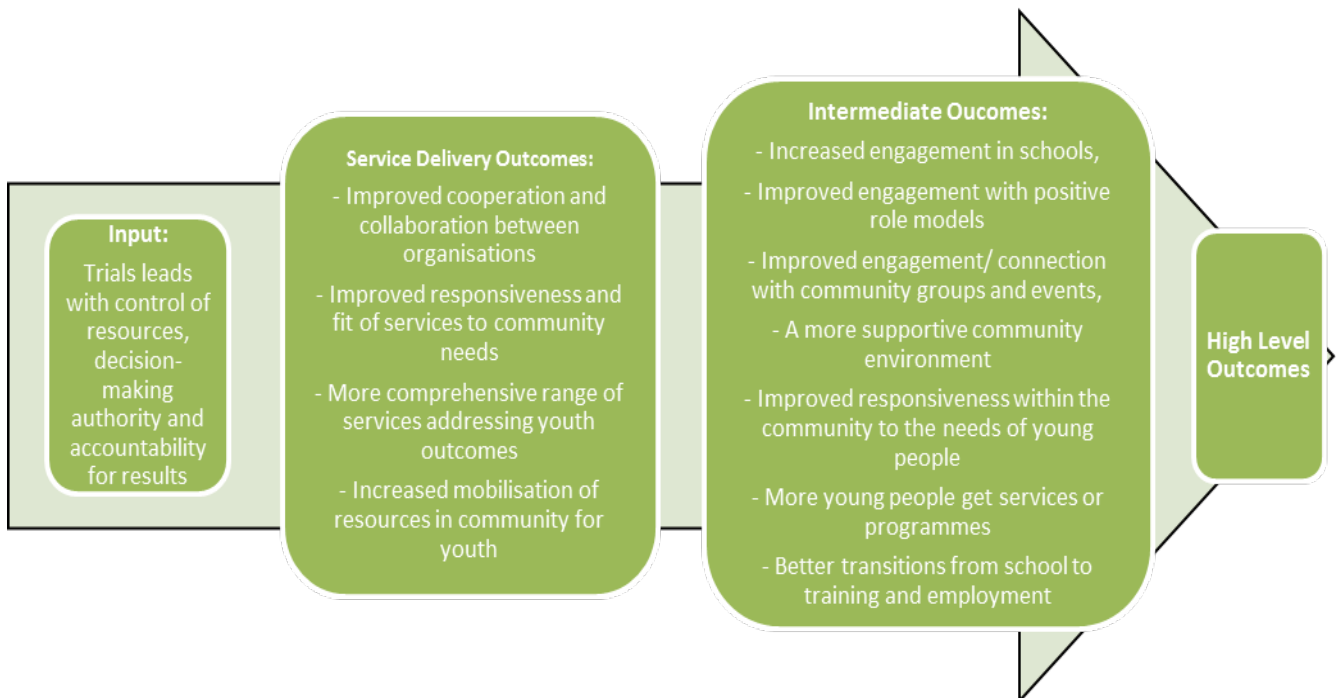 Input:
Trials leads
with control of
resources,
decision-
making
authority and
accountability
for results
Service Delivery Outcomes:
- Improved cooperation and
collaboration between
organisations
- Improved responsiveness and
fit of services to community
needs
- More comprehensive range of
services addressing youth
outcomes
- Increased mobilisation of
resources in community for
youth
Intermediate Oucomes:
- Increased engagement in schools,
- Improved engagement with positive
role models
- Improved engagement/ connection
with community groups and events,
- A more supportive community
environment
- Improved responsiveness within the
community to the needs of young
people
- More young people get services or
programmes
- Better transitions from school to
training and employment
High Level
Outcomes